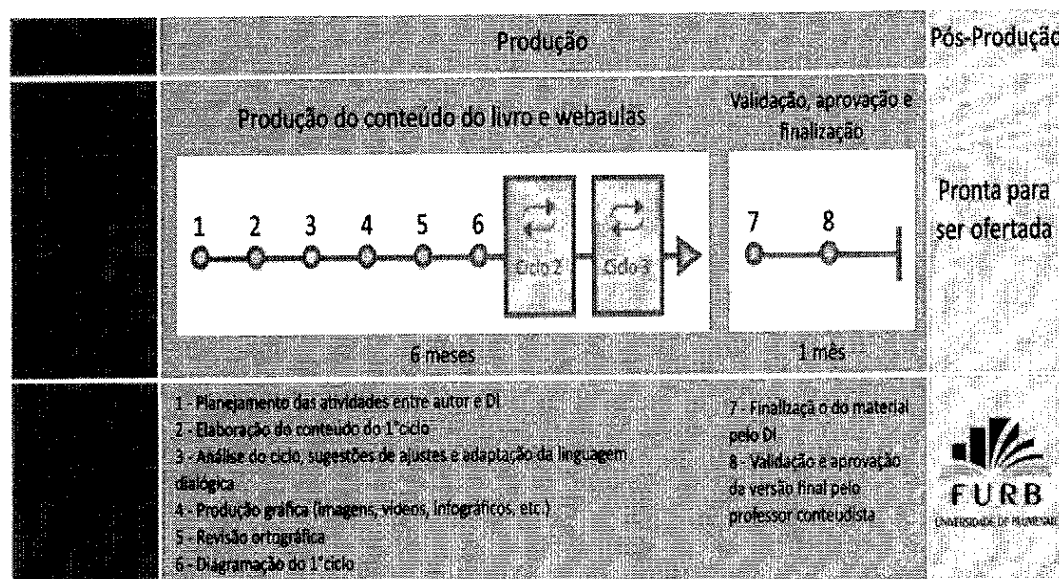 Produção
Pós-Produção
Produção do conteúdo do livro e webaulas
Validação, aprovação e
finalização
1 2 3 4 5 6
Ciclo 2
Ciclo 3
7 8
Pronta para
ser ofertada
6 meses
1 mês
1 - Planejamento das atividades entre autor e DI
2 - Elaboração do conteudo do 1°ciclo
3 - Análise do ciclo, sugestões de ajustes e adaptação da linguagem
dialógica
4 - Produção gráfica (imagens, vídeos, infográficos, etc.)
5 - Revisão ortográfica
6 - Diagramação do 1°ciclo
7 - Finalizaçã o do material
pelo DI
8 - Validação e aprovação
da versão final pelo
professor conteudista
FURB
UNIVERSIDADE DE BLUMENAU